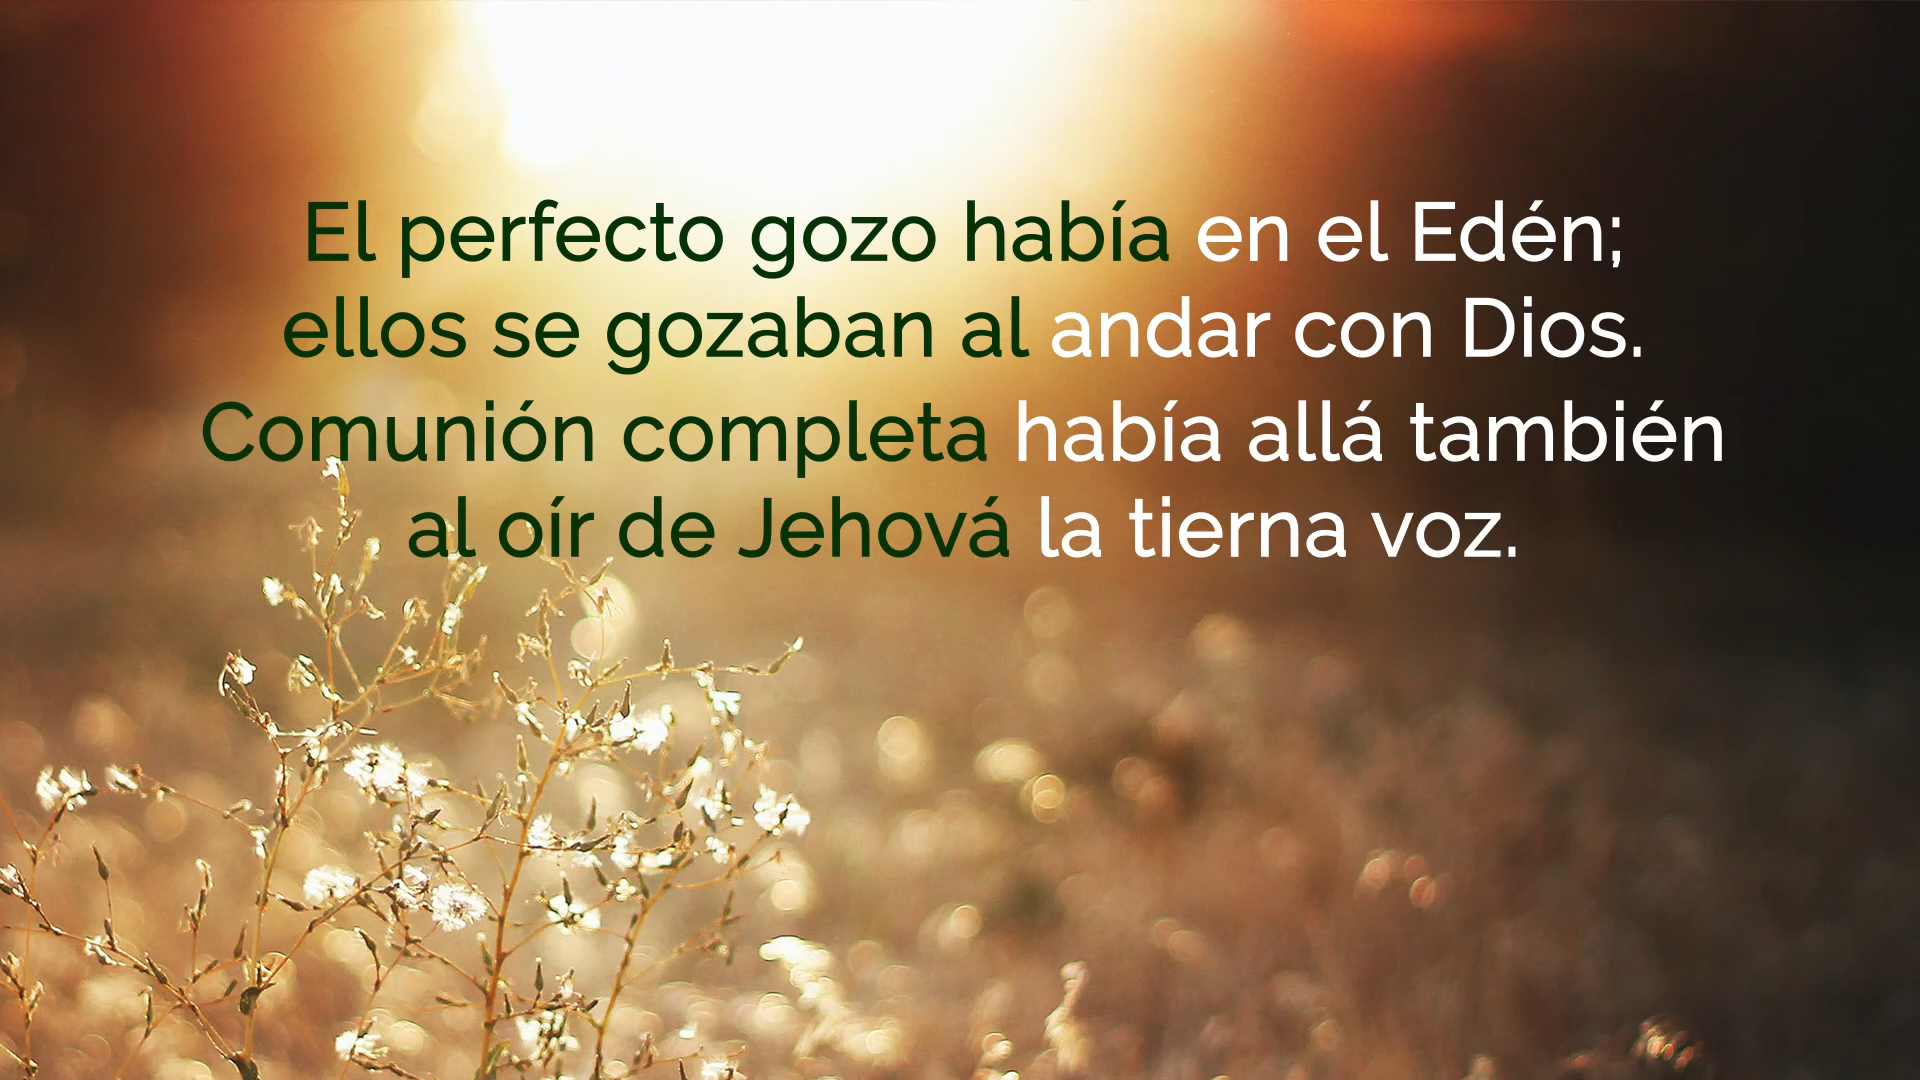 El perfecto gozo había en el Edén;
ellos se gozaban al andar con Dios.
Comunión completa había allá también
al oír de Jehová la tierna voz.